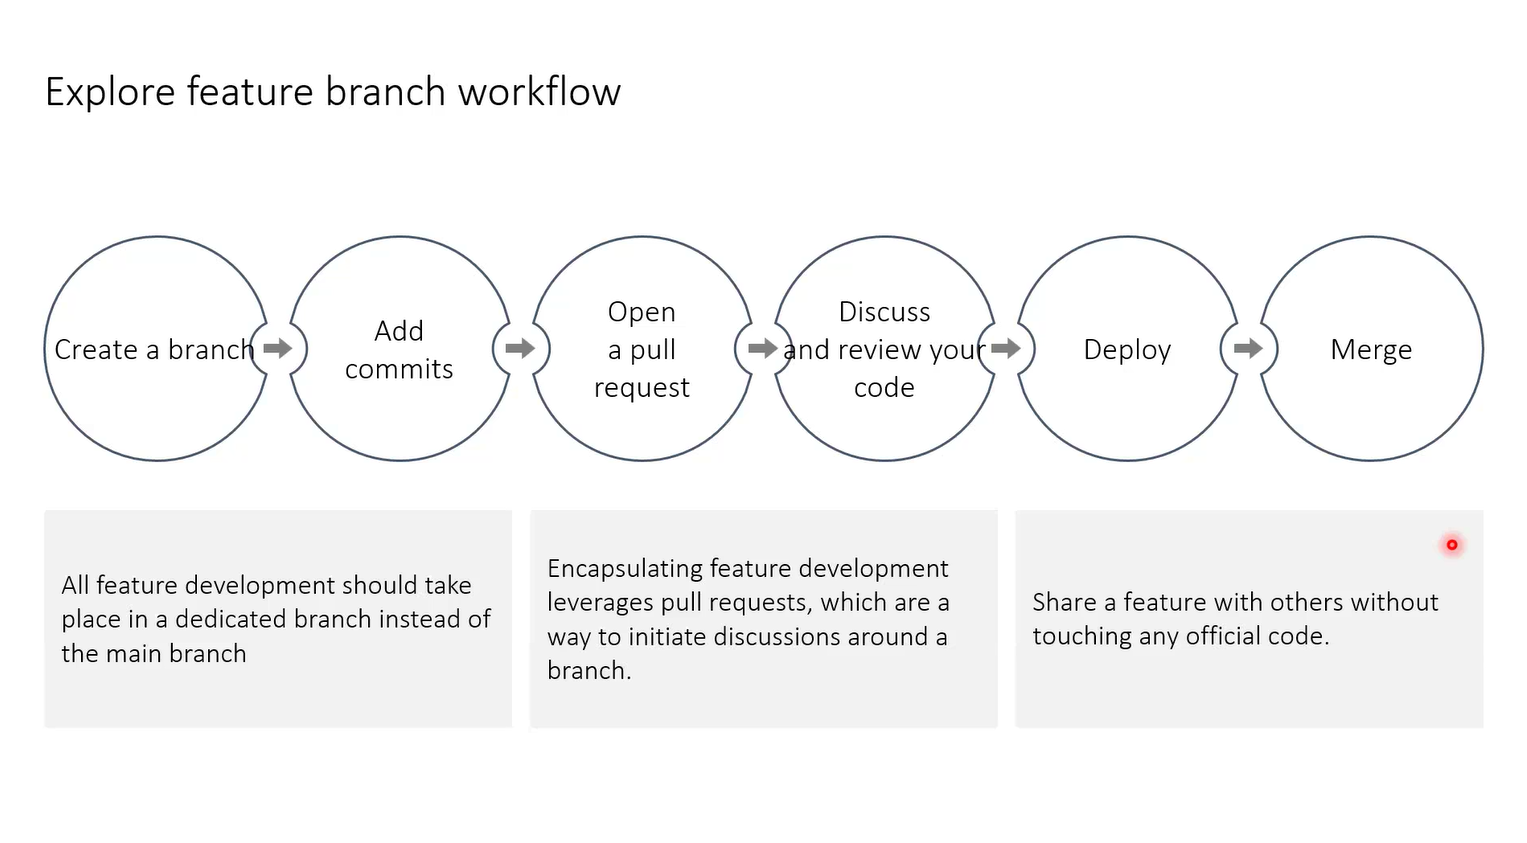 Explore feature branch workflow
Create a branch
Add
commits
Open
a pull
request
Discuss
and review your
code
Deploy
Merge
All feature development should take
place in a dedicated branch instead of
the main branch
Encapsulating feature development
leverages pull requests, which are a
way to initiate discussions around a
branch.
Share a feature with others without
touching any official code.